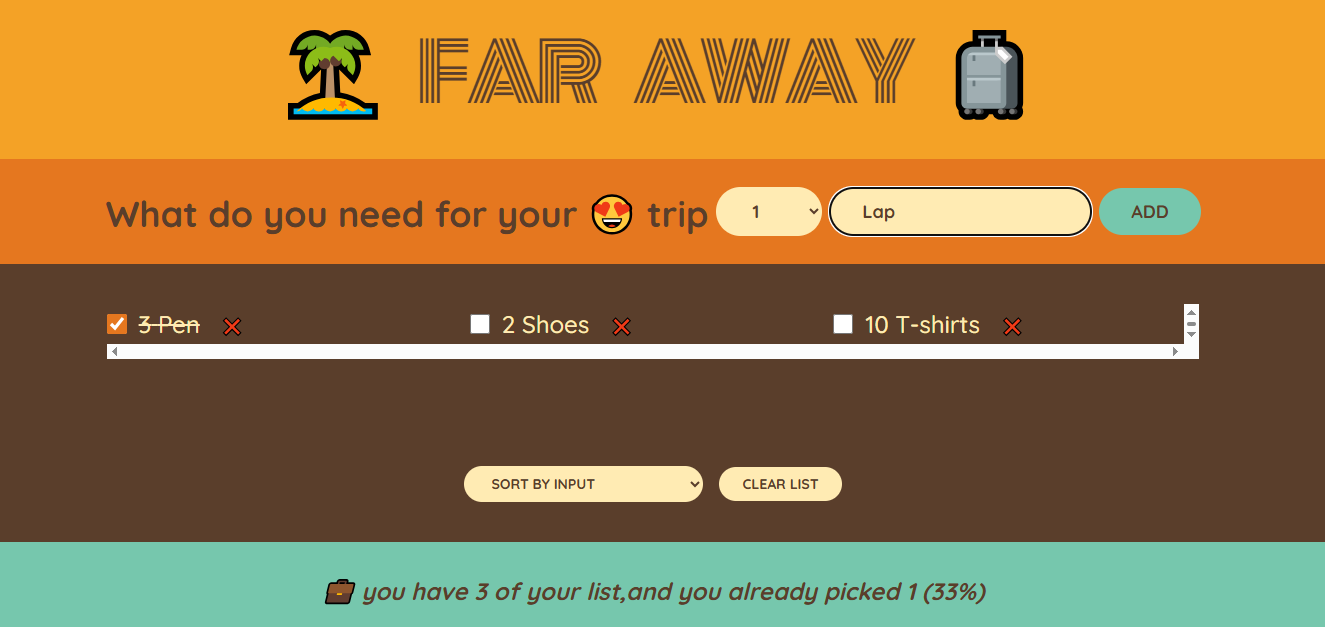 FAR AWAY
What do you need for your 😍 trip 1 Lap ADD
3 Pen ❌ 2 Shoes ❌ 10 T-shirts ❌
SORT BY INPUT CLEAR LIST
💼 you have 3 of your list,and you already picked 1 (33%)